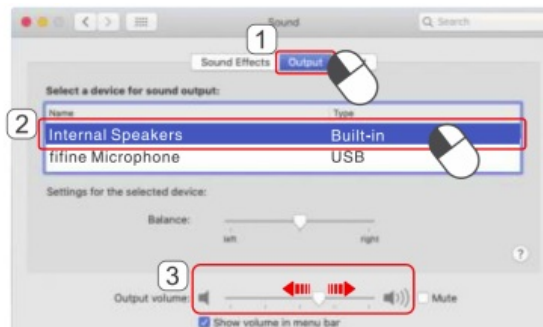 Sound
Search
1
Sound Effects Output
Select a device for sound output:
Name Type
2
Internal Speakers Built-in
fifine Microphone USB
Settings for the selected device:
Balance:
left right
?
3
Output volume: Mute
Show volume in menu bar